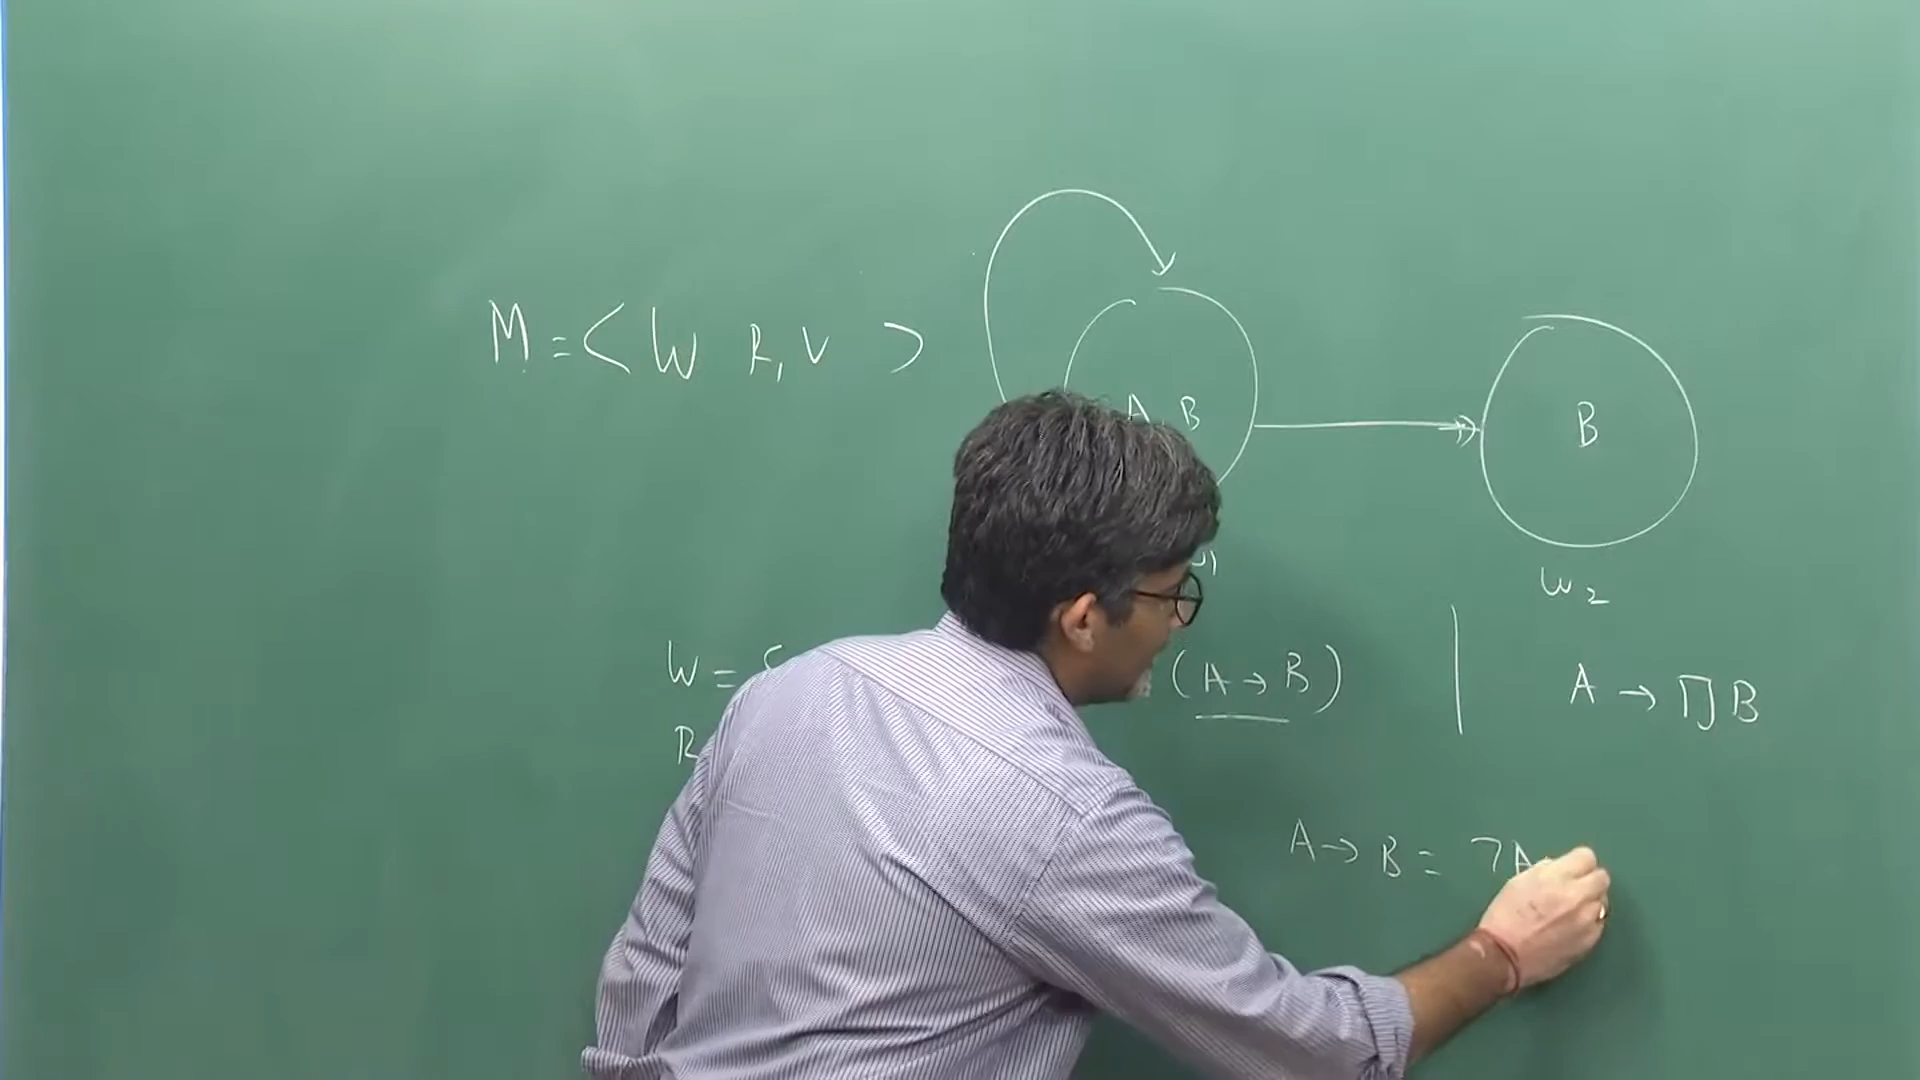 M = < W R, V >
A, B
B
w2
W =
(A → B)
A → □ B
R
A → B = ¬A